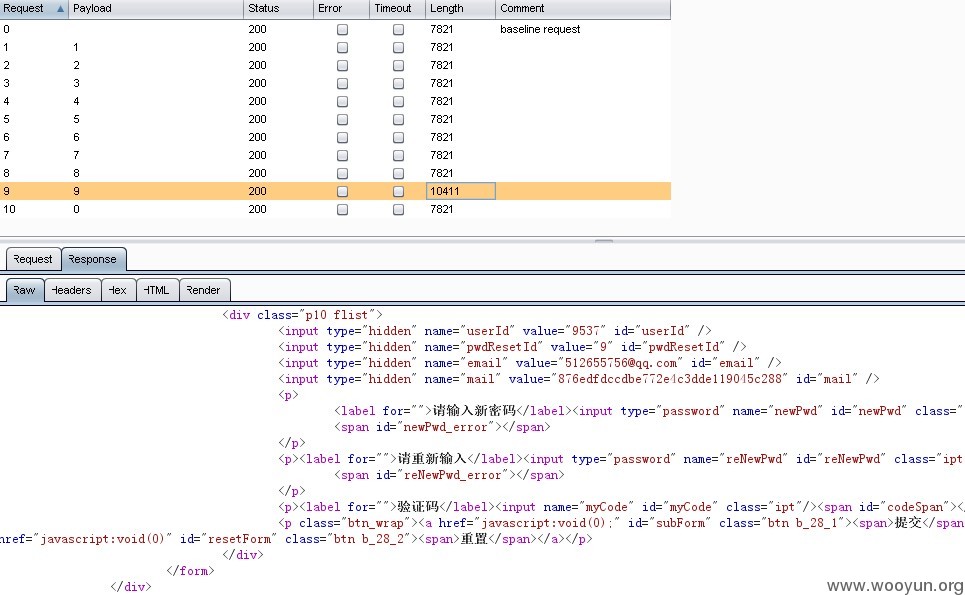 Request Payload Status Error Timeout Length Comment
0 200 7821 baseline request
1 1 200 7821
2 2 200 7821
3 3 200 7821
4 4 200 7821
5 5 200 7821
6 6 200 7821
7 7 200 7821
8 8 200 7821
9 9 200 10411
10 0 200 7821
Request Response
Raw Headers Hex HTML Render
<div class="p10 flist">
<input type="hidden" name="userId" value="9537" id="userId" />
<input type="hidden" name="pwdResetId" value="9" id="pwdResetId" />
<input type="hidden" name="email" value="512655756@qq.com" id="email" />
<input type="hidden" name="mail" value="876edfdccdbe772e4c3dde119045c288" id="mail" />
<p>
<label for="">请输入新密码</label><input type="password" name="newPwd" id="newPwd" class="
<span id="newPwd_error"></span>
</p>
<p><label for="">请重新输入</label><input type="password" name="reNewPwd" id="reNewPwd" class="ipt
<span id="reNewPwd_error"></span>
</p>
<p><label for="">验证码</label><input name="myCode" id="myCode" class="ipt"/><span id="codeSpan"><
<p class="btn_wrap"><a href="javascript:void(0);" id="subForm" class="btn b_28_1"><span>提交</span
href="javascript:void(0)" id="resetForm" class="btn b_28_2"><span>重置</span></a></p>
</div>
</form>
</div>
www.wooyun.org